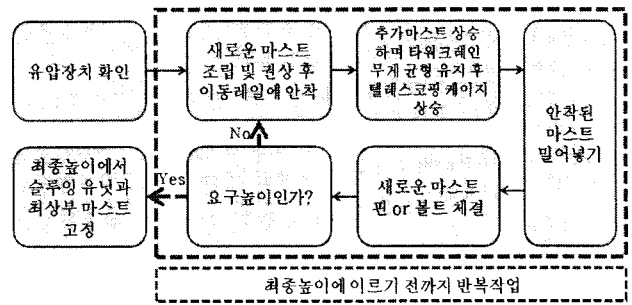 유압장치 확인
새로운 마스트
조립 및 권상 후
이동레일에 안착
추가마스트 상승
하며 타워크레인
무게 균형 유지 후
텔레스코핑 케이지
상승
안착된
마스트
밀어넣기
No
Yes
최종높이에서
슬루잉 유닛과
최상부 마스트
고정
요구높이인가?
새로운 마스트
핀 or 볼트 체결
최종높이에 이르기 전까지 반복작업